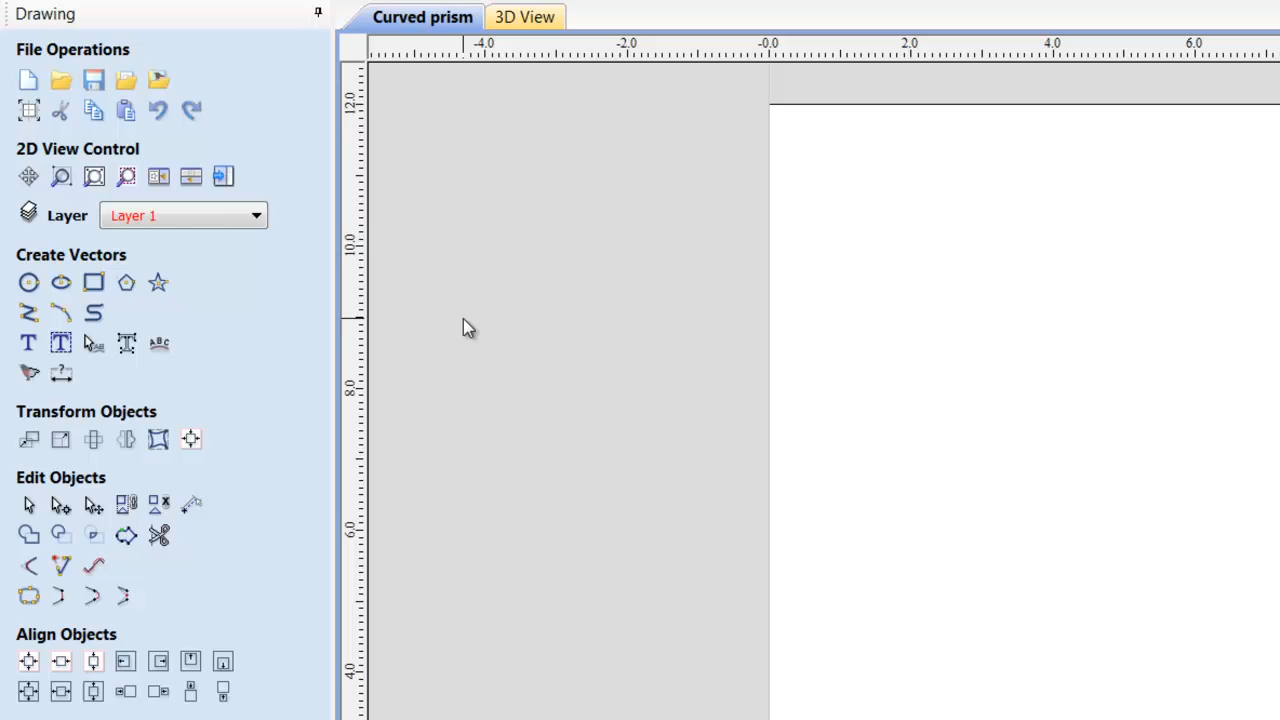 Drawing
Curved prism
3D View
File Operations
-4.0
-2.0
-0.0
2.0
4.0
6.0
12.0
10.0
8.0
6.0
4.0
2D View Control
Layer
Layer 1
Create Vectors
T
T
AB
T
ABC
?
Transform Objects
Edit Objects
Align Objects